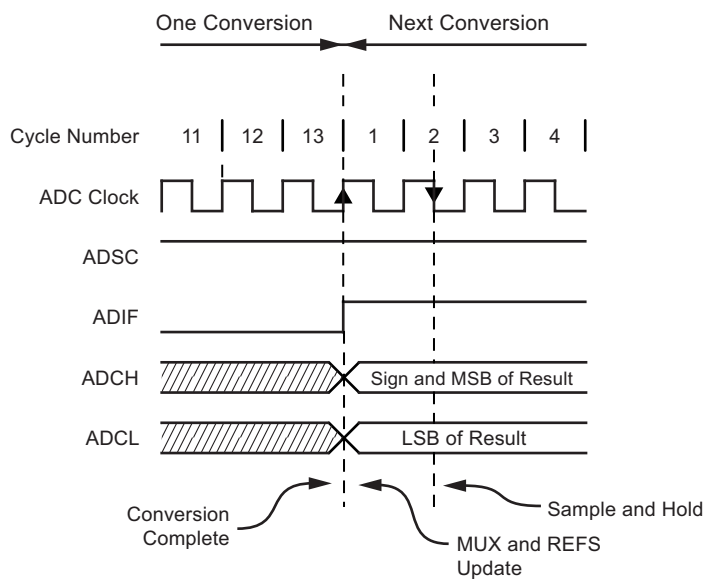 One Conversion
Next Conversion
Cycle Number
11
12
13
1
2
3
4
ADC Clock
ADSC
ADIF
ADCH
Sign and MSB of Result
ADCL
LSB of Result
Conversion
Complete
MUX and REFS
Update
Sample and Hold